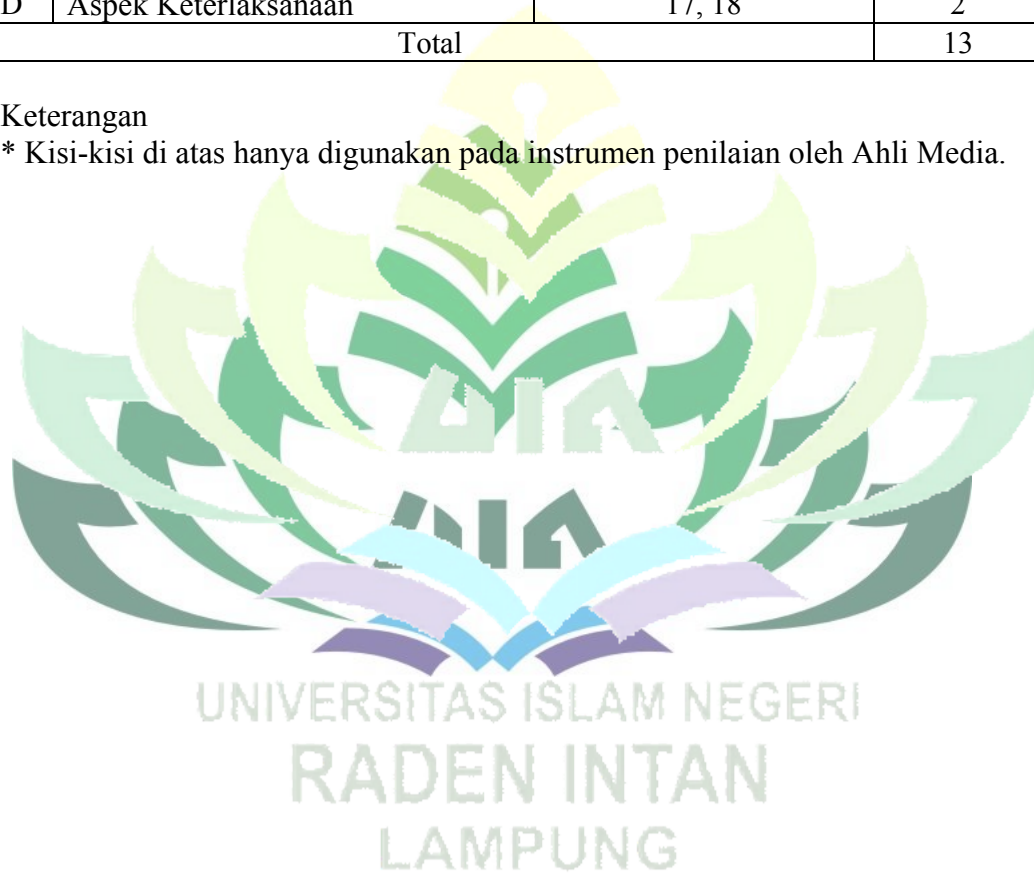 D Aspek Keterlaksanaan 17, 18 2
Total 13
Keterangan
* Kisi-kisi di atas hanya digunakan pada instrumen penilaian oleh Ahli Media.
UIN
UNIVERSITAS ISLAM NEGERI
RADEN INTAN
LAMPUNG